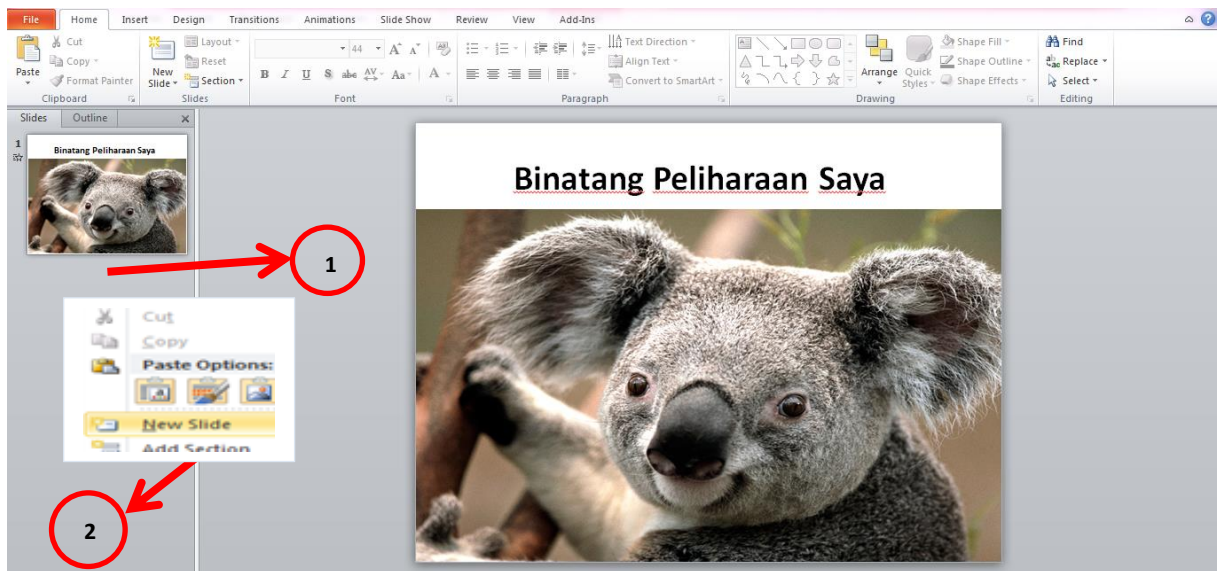 File Home Insert Design Transitions Animations Slide Show Review View Add-Ins
Cut
Copy
Format Painter
Paste
Clipboard
New Slide
Layout
Reset
Section
Slides
44 A A
B I U S abc AV Aa A
Font
Text Direction
Align Text
Convert to SmartArt
Paragraph
Arrange
Quick Styles
Shape Fill
Shape Outline
Shape Effects
Drawing
Find
Replace
Select
Editing
Slides Outline
1
Binatang Peliharaan Saya
Binatang Peliharaan Saya
1
Cut
Copy
Paste Options:
New Slide
Add Section
2